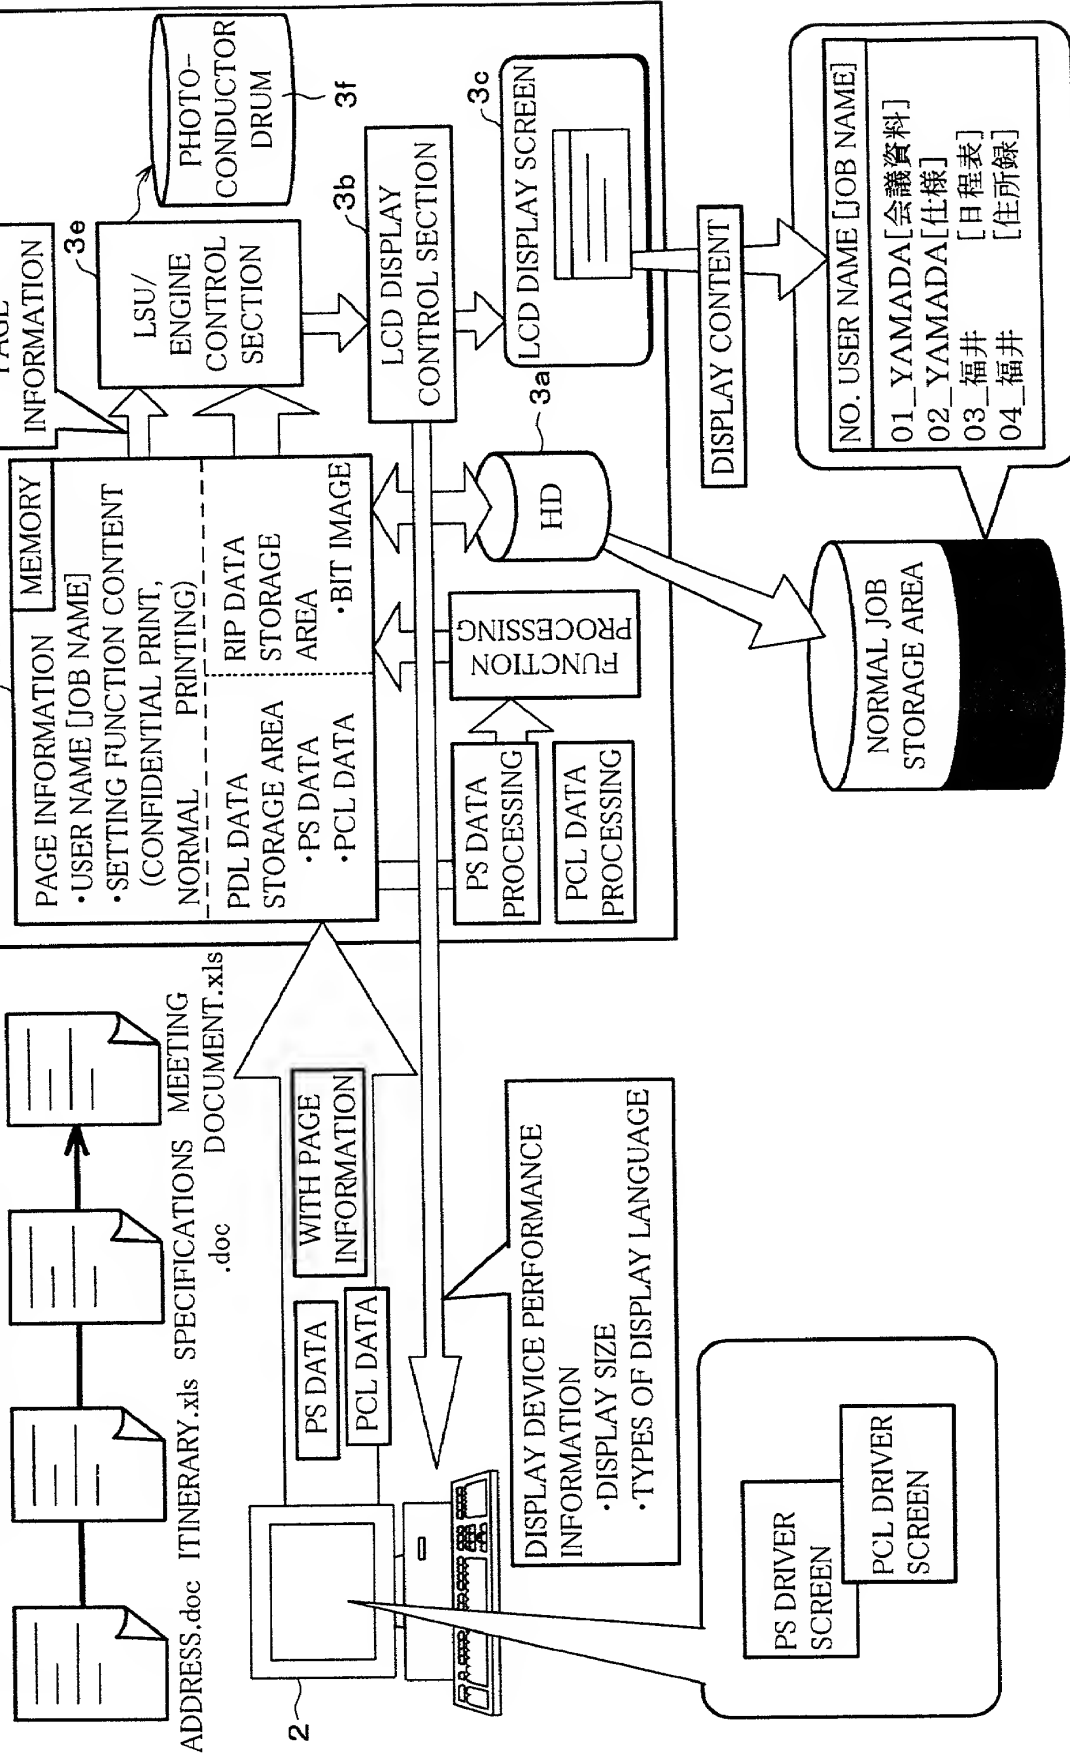 ADDRESS.doc
ITINERARY.xls
SPECIFICATIONS
.doc
MEETING
DOCUMENT.xls
2
PS DATA
PCL DATA
WITH PAGE
INFORMATION
DISPLAY DEVICE PERFORMANCE
INFORMATION
・DISPLAY SIZE
・TYPES OF DISPLAY LANGUAGE
PS DRIVER
SCREEN
PCL DRIVER
SCREEN
PAGE INFORMATION
MEMORY
・USER NAME [JOB NAME]
・SETTING FUNCTION CONTENT
(CONFIDENTIAL PRINT,
NORMAL PRINTING)
PDL DATA
STORAGE AREA
・PS DATA
・PCL DATA
RIP DATA
STORAGE
AREA
・BIT IMAGE
PS DATA
PROCESSING
PCL DATA
PROCESSING
FUNCTION
PROCESSING
HD
3a
INFORMATION
LSU/
ENGINE
CONTROL
SECTION
3e
PHOTO-
CONDUCTOR
DRUM
3f
LCD DISPLAY
CONTROL SECTION
3b
LCD DISPLAY SCREEN
3c
DISPLAY CONTENT
NORMAL JOB
STORAGE AREA
NO. USER NAME [JOB NAME]
01_YAMADA[会議資料]
02_YAMADA[仕様]
03_福井 [日程表]
04_福井 [住所録]